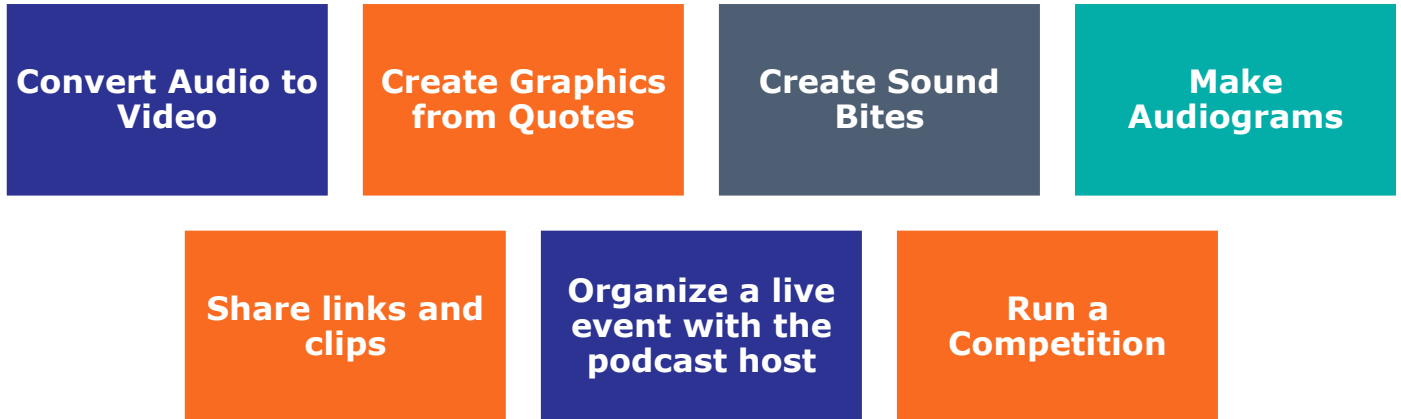 Convert Audio to
Video
Create Graphics
from Quotes
Create Sound
Bites
Make
Audiograms
Share links and
clips
Organize a live
event with the
podcast host
Run a
Competition